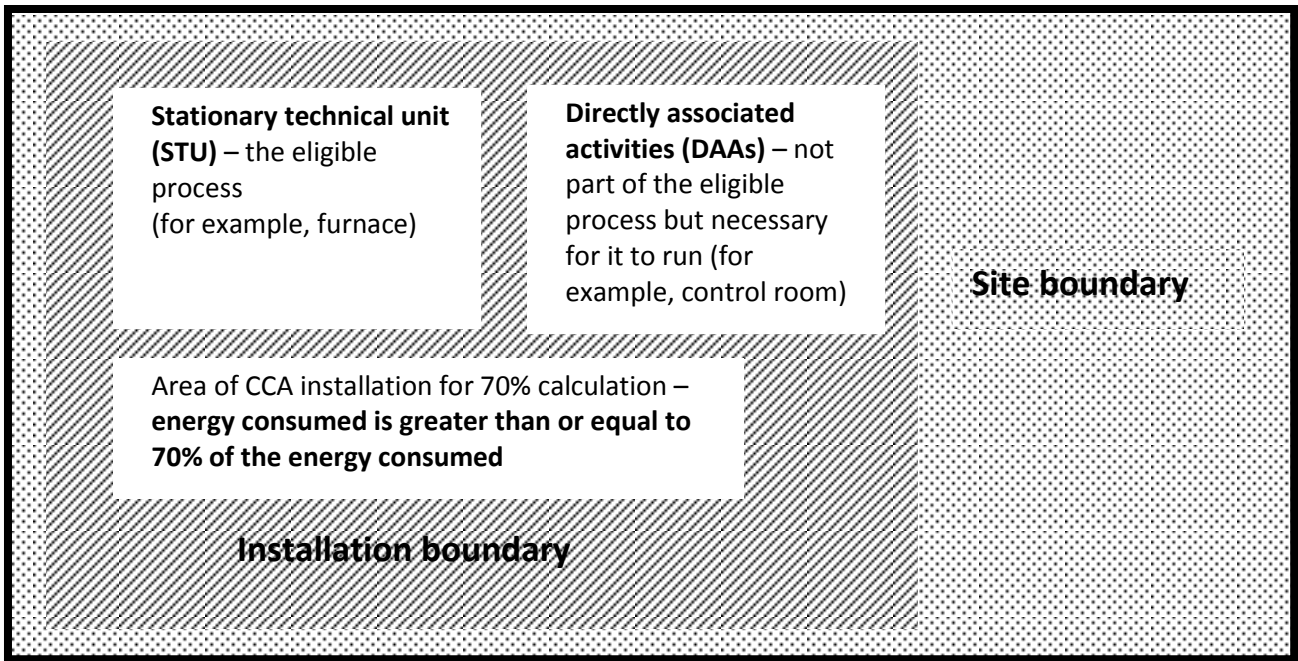 Stationary technical unit
(STU) – the eligible
process
(for example, furnace)
Directly associated
activities (DAAs) – not
part of the eligible
process but necessary
for it to run (for
example, control room)
Site boundary
Area of CCA installation for 70% calculation –
energy consumed is greater than or equal to
70% of the energy consumed
Installation boundary